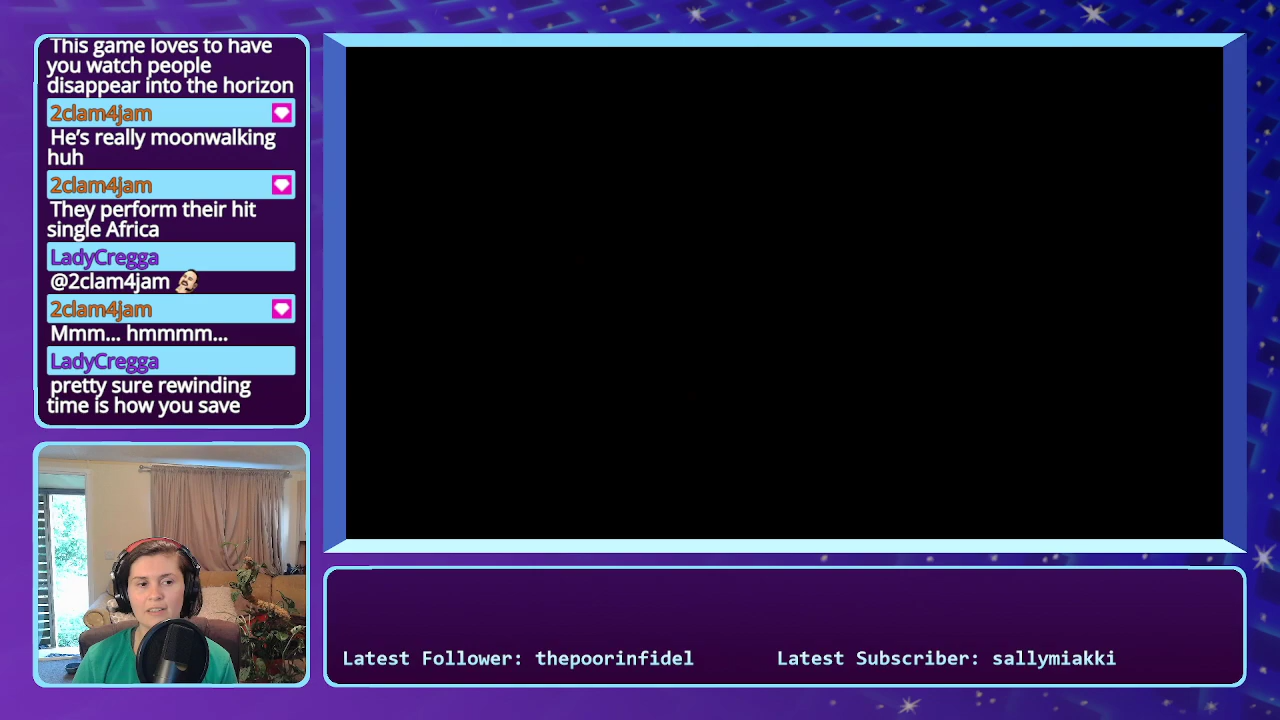 This game loves to have
you watch people
disappear into the horizon
2clam4jam
He's really moonwalking
huh
2clam4jam
They perform their hit
single Africa
LadyCregga
@2clam4jam
2clam4jam
Mmm... hmmmm...
LadyCregga
pretty sure rewinding
time is how you save
Latest Follower: thepoorinfidel
Latest Subscriber: sallymiakki